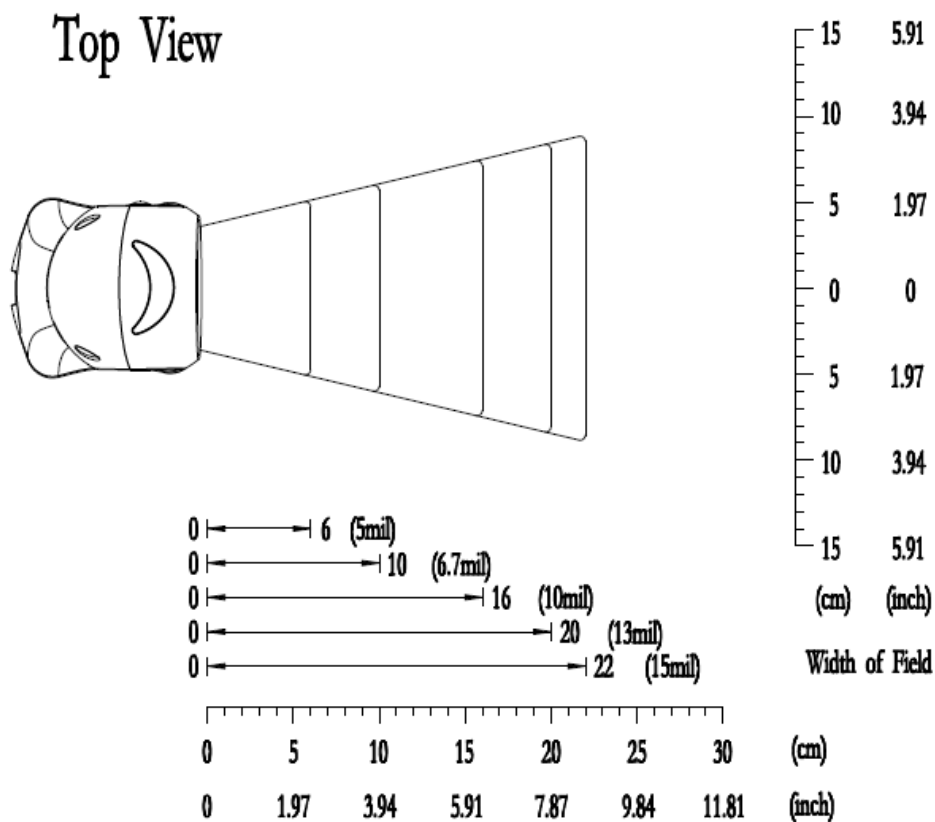 Top View
15 5.91
10 3.94
5 1.97
0 0
5 1.97
10 3.94
15 5.91
(cm) (inch)
Width of Field
0 6 (5mil)
0 10 (6.7mil)
0 16 (10mil)
0 20 (13mil)
0 22 (15mil)
0 5 10 15 20 25 30 (cm)
0 1.97 3.94 5.91 7.87 9.84 11.81 (inch)